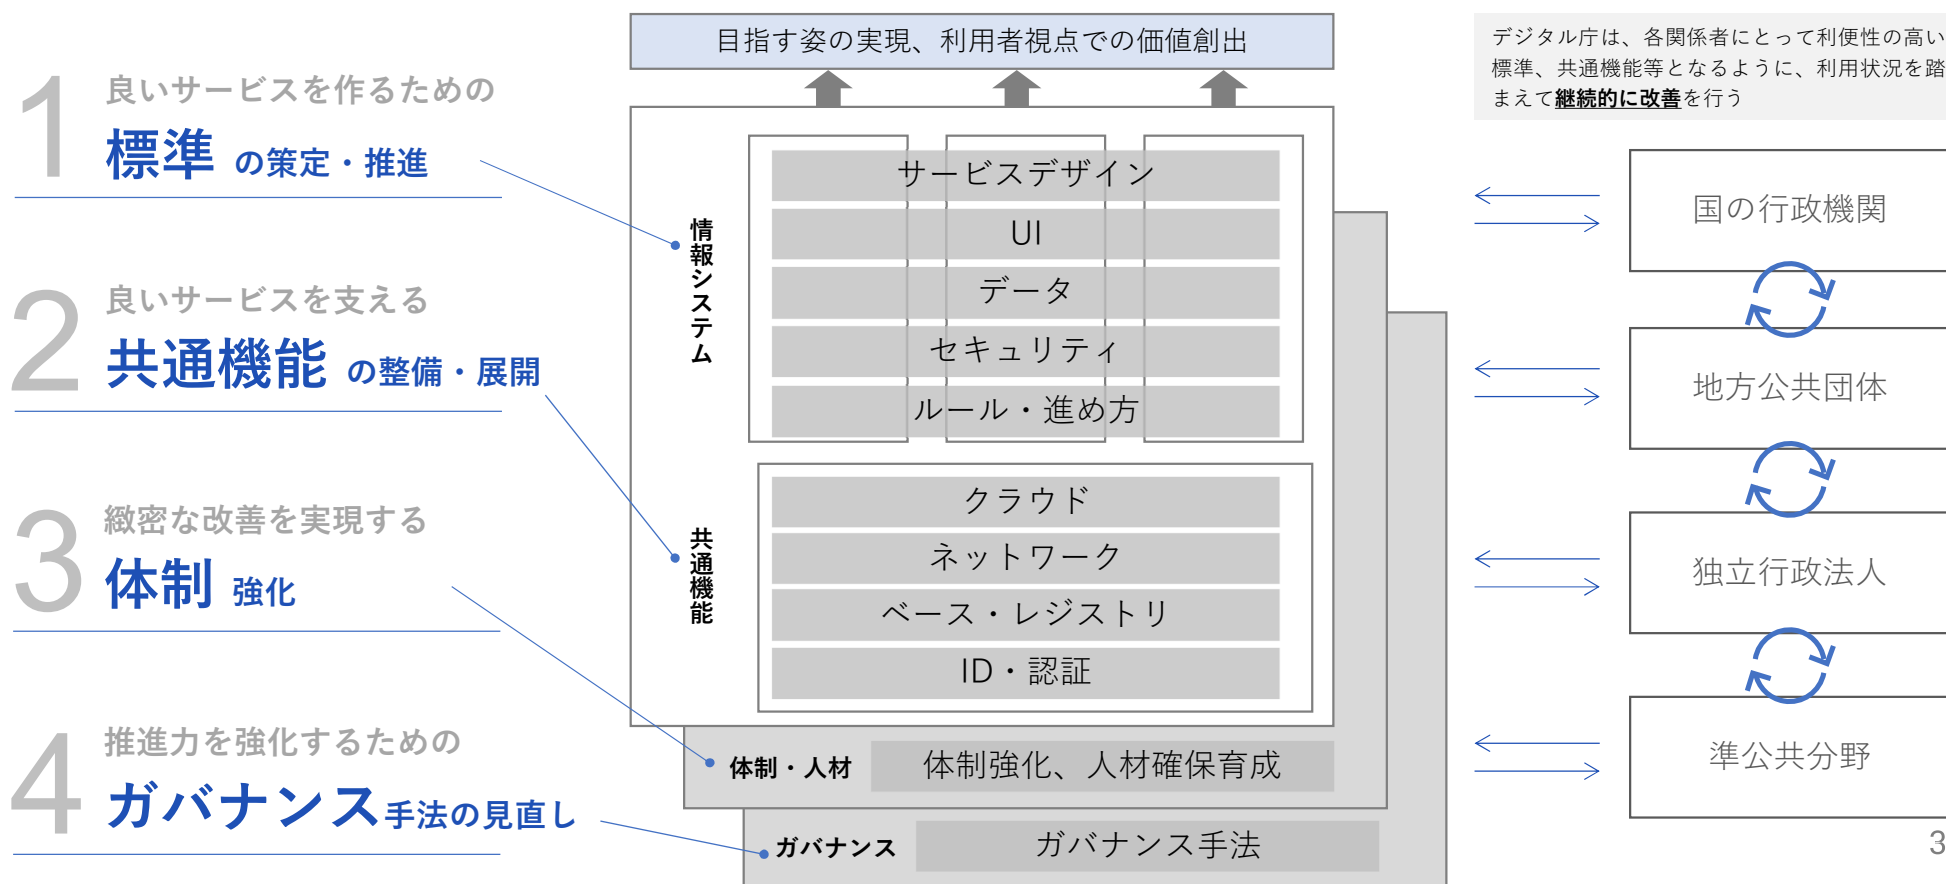 1
良いサービスを作るための
標準 の策定・推進
2
良いサービスを支える
共通機能 の整備・展開
3
緻密な改善を実現する
体制 強化
4
推進力を強化するための
ガバナンス手法の見直し
目指す姿の実現、利用者視点での価値創出
情報システム
サービスデザイン
UI
データ
セキュリティ
ルール・進め方
共通機能
クラウド
ネットワーク
ベース・レジストリ
ID・認証
体制・人材
体制強化、人材確保育成
ガバナンス
ガバナンス手法
デジタル庁は、各関係者にとって利便性の高い
標準、共通機能等となるように、利用状況を踏
まえて継続的に改善を行う
国の行政機関
地方公共団体
独立行政法人
準公共分野
3